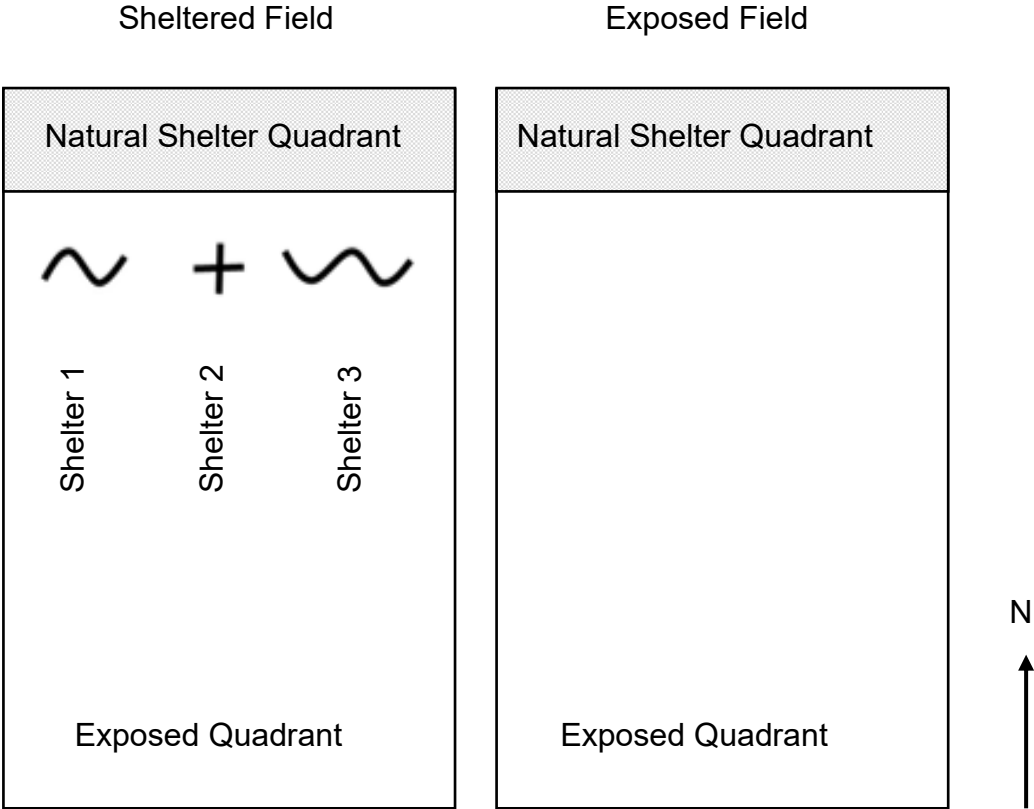 Sheltered Field
Exposed Field
Natural Shelter Quadrant
Natural Shelter Quadrant
Shelter 1
Shelter 2
Shelter 3
N
Exposed Quadrant
Exposed Quadrant